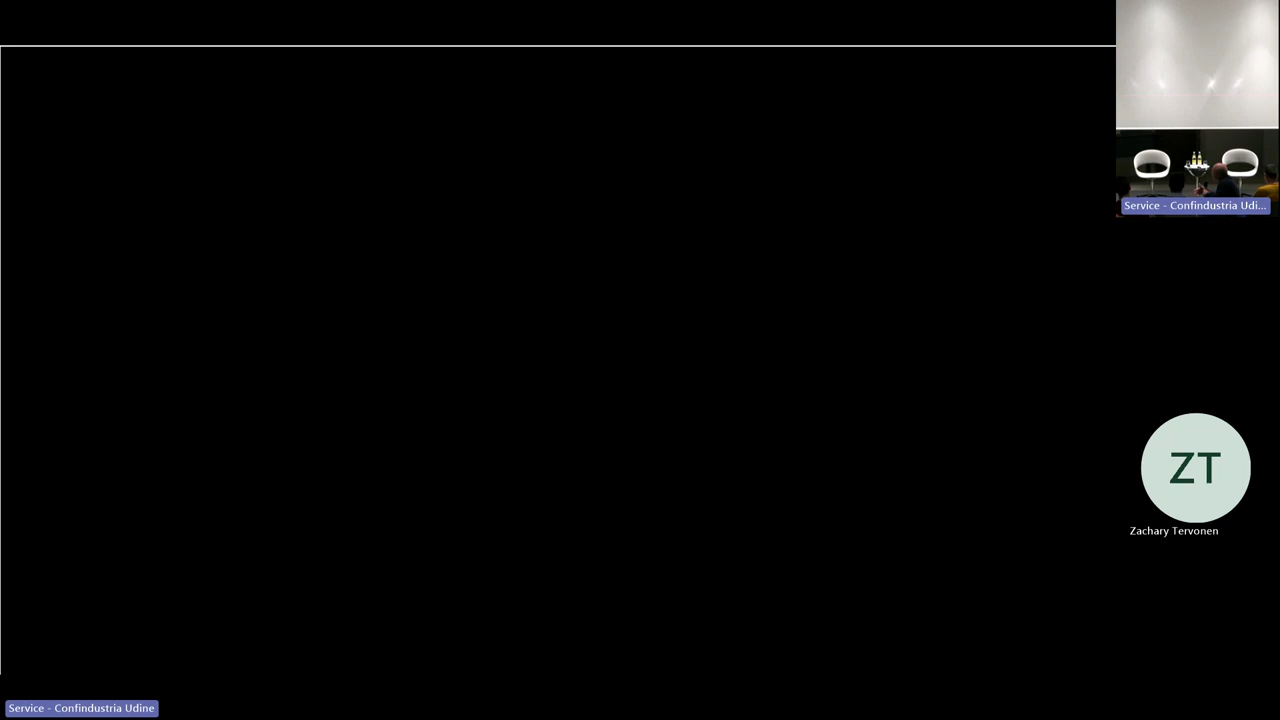 Service - Confindustria Udi...
ZT
Zachary Tervonen
Service - Confindustria Udine